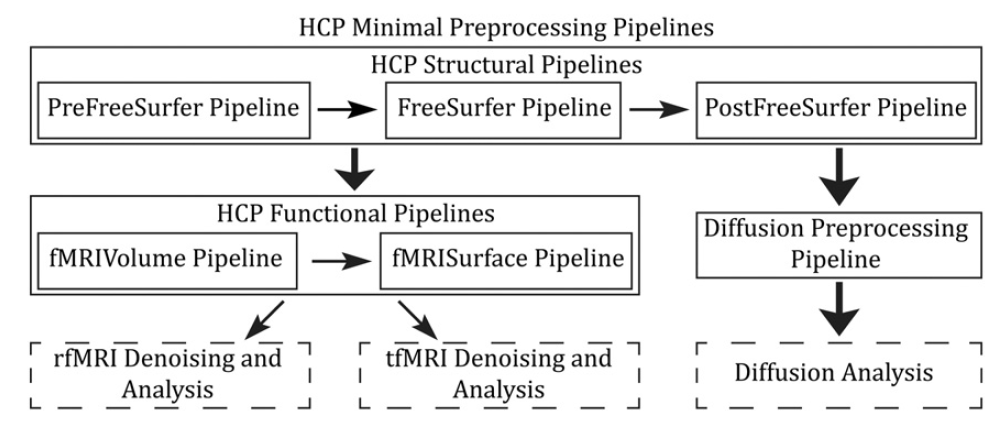 HCP Minimal Preprocessing Pipelines
HCP Structural Pipelines
PreFreeSurfer Pipeline
FreeSurfer Pipeline
PostFreeSurfer Pipeline
HCP Functional Pipelines
fMRIVolume Pipeline
fMRISurface Pipeline
Diffusion Preprocessing
Pipeline
rfMRI Denoising and
Analysis
tfMRI Denoising and
Analysis
Diffusion Analysis